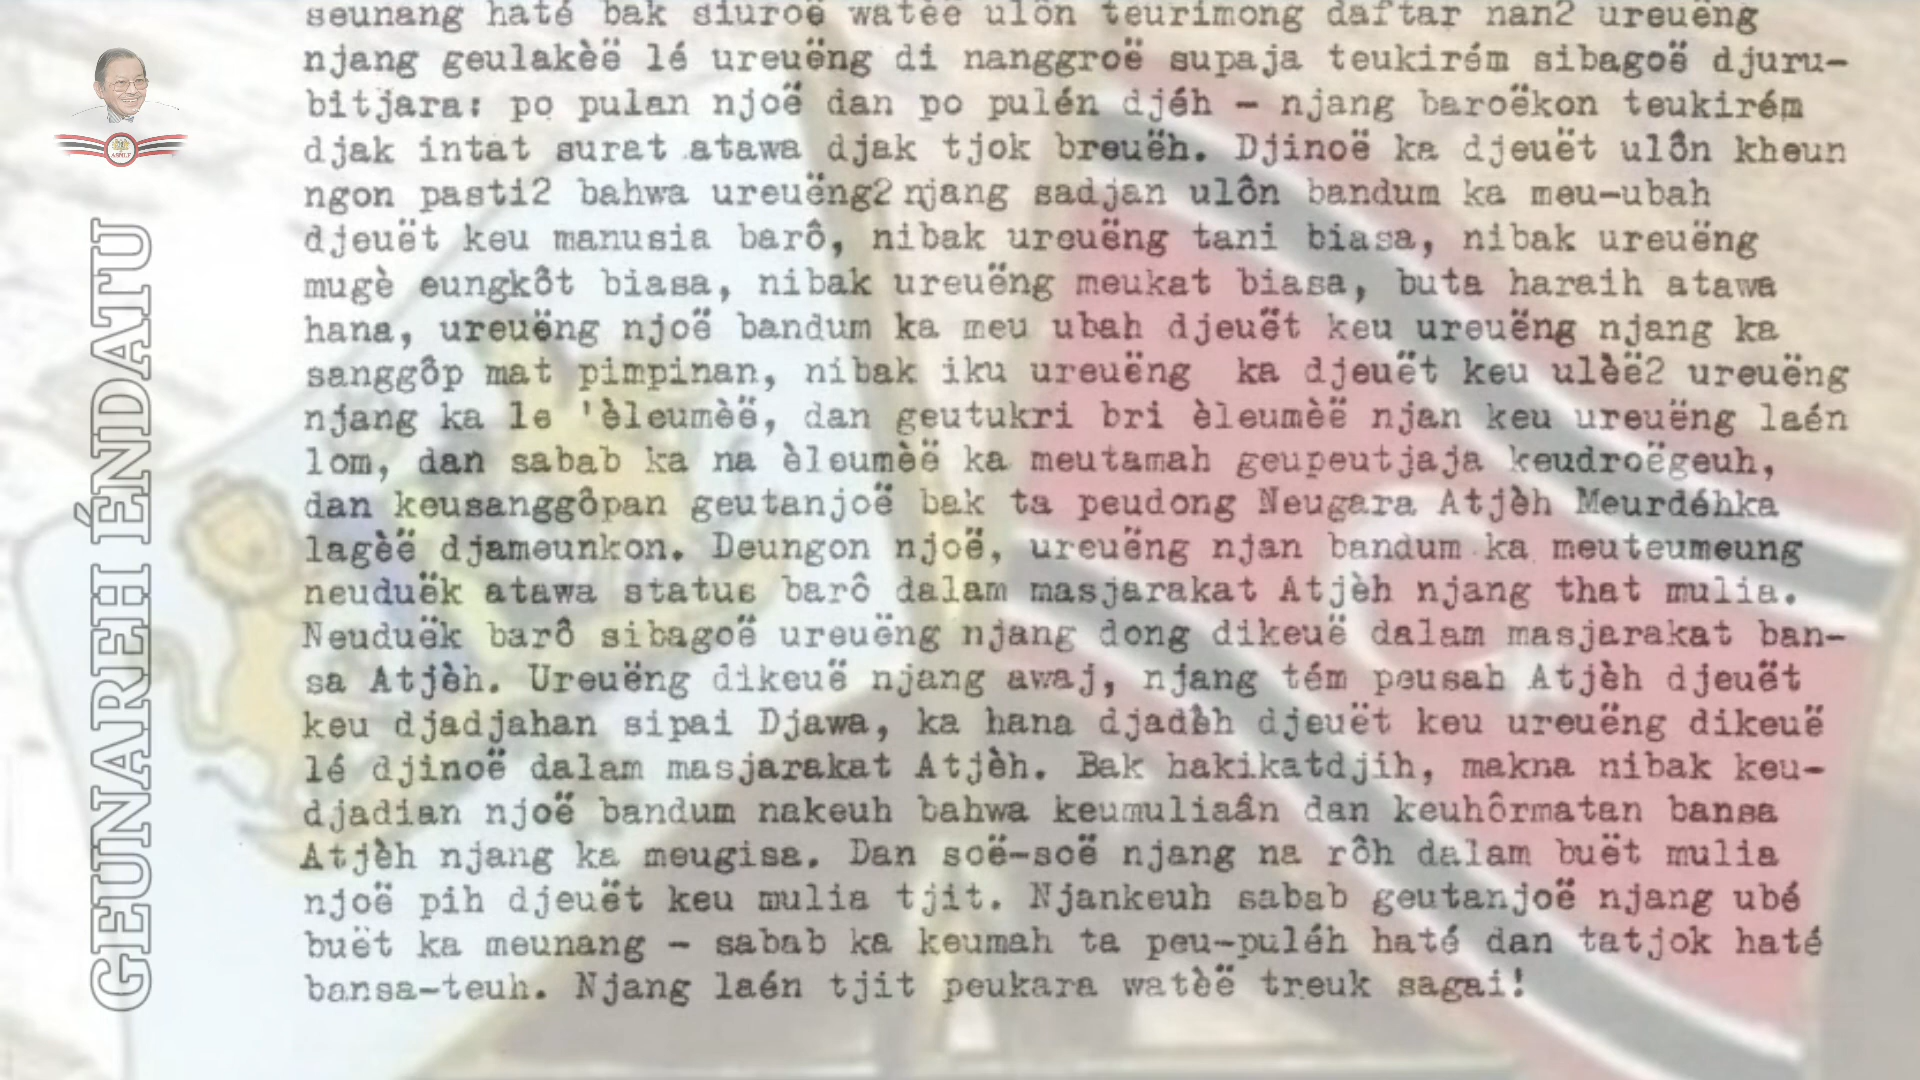 seunang haté bak siuroë watèë ulôn teurimong daftar nan2 ureuëng
njang geulakèë lé ureuëng di nanggroë supaja teukirém sibagoë djuru-
bitjara: po pulan njoë dan po pulén djéh - njang baroëkon teukirém
djak intat surat atawa djak tjok breuëh. Djinoë ka djeuët ulôn kheun
ngon pasti2 bahwa ureuëng2 njang sadjan ulôn bandum ka meu-ubah
djeuët keu manusia barô, nibak ureuëng tani biasa, nibak ureuëng
mugè eungkôt biasa, nibak ureuëng meukat biasa, buta haraih atawa
hana, ureuëng njoë bandum ka meu ubah djeuët keu ureuëng njang ka
sanggôp mat pimpinan, nibak iku ureuëng ka djeuët keu ulèë2 ureuëng
njang ka le 'èleumèë, dan geutukri bri èleumèë njan keu ureuëng laén
lom, dan sabab ka na èleumèë ka meutamah geupeutjaja keudroëgeuh,
dan keusanggôpan geutanjoë bak ta peudong Neugara Atjèh Meurdéhka
lagèë djameunkon. Deungon njoë, ureuëng njan bandum ka meuteumeung
neuduëk atawa status barô dalam masjarakat Atjèh njang that mulia.
Neuduëk barô sibagoë ureuëng njang dong dikeuë dalam masjarakat ban-
sa Atjèh. Ureuëng dikeuë njang awaj, njang tém peusah Atjèh djeuët
keu djadjahan sipai Djawa, ka hana djadèh djeuët keu ureuëng dikeuë
lé djinoë dalam masjarakat Atjèh. Bak hakikatdjih, makna nibak keu-
djadian njoë bandum nakeuh bahwa keumuliaân dan keuhôrmatan bansa
Atjèh njang ka meugisa. Dan soë-soë njang na rôh dalam buët mulia
njoë pih djeuët keu mulia tjit. Njankeuh sabab geutanjoë njang ubé
buët ka meunang - sabab ka keumah ta peu-puléh haté dan tatjok haté
bansa-teuh. Njang laén tjit peukara watèë treuk sagai!
GEUNAREH ÉNDATU